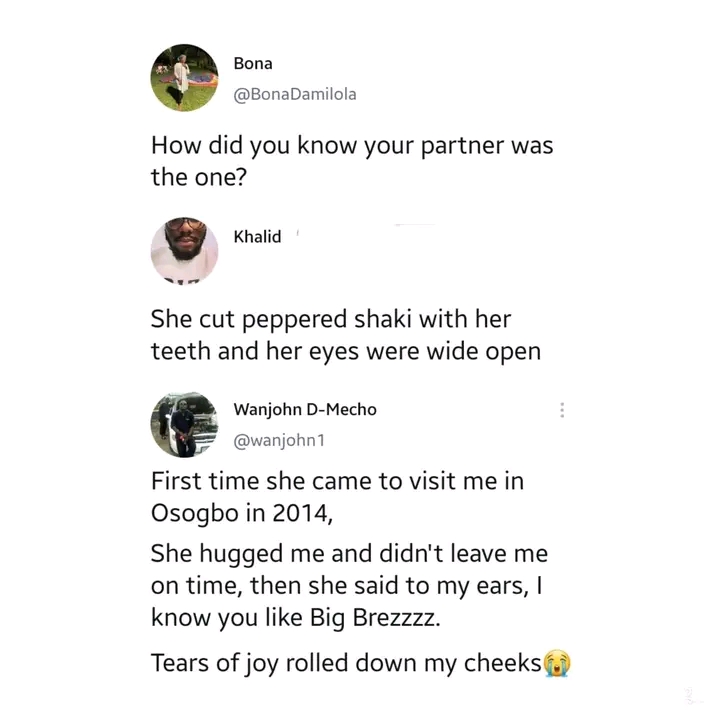 Bona
@BonaDamilola
How did you know your partner was
the one?
Khalid
She cut peppered shaki with her
teeth and her eyes were wide open
Wanjohn D-Mecho
@wanjohn1
First time she came to visit me in
Osogbo in 2014,
She hugged me and didn't leave me
on time, then she said to my ears, I
know you like Big Brezzzz.
Tears of joy rolled down my cheeks😭